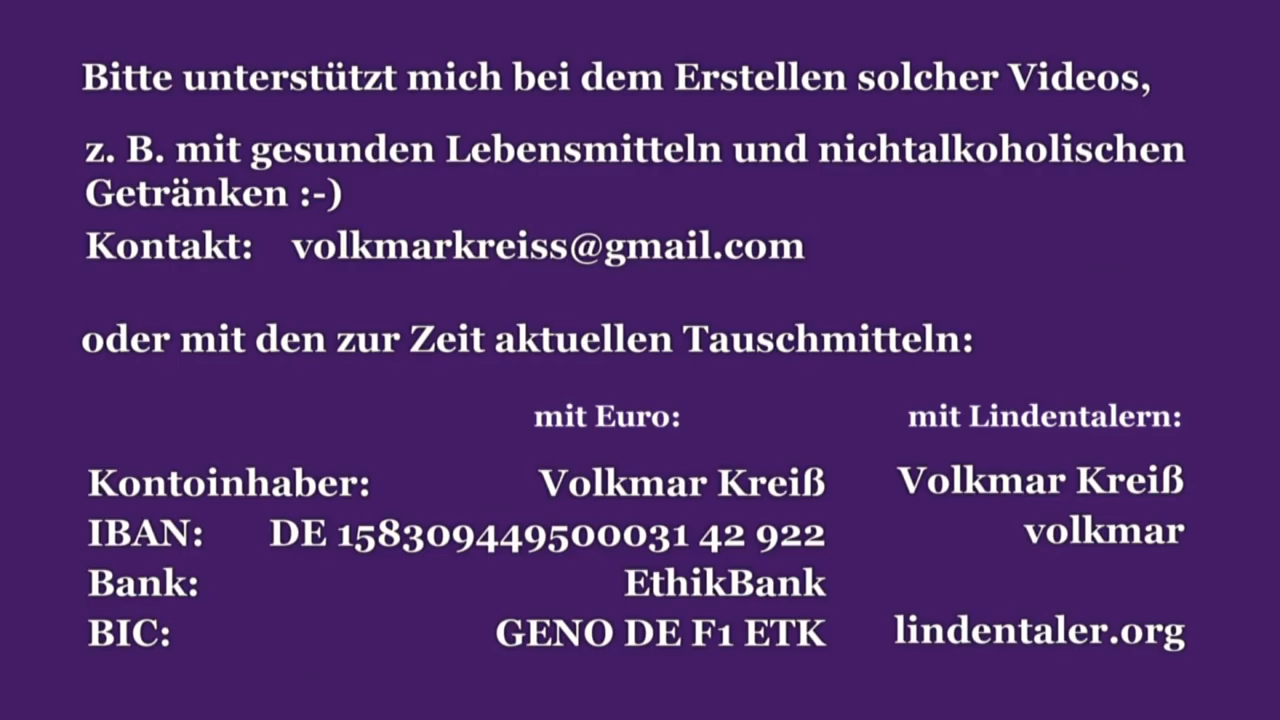 Bitte unterstützt mich bei dem Erstellen solcher Videos,
z. B. mit gesunden Lebensmitteln und nichtalkoholischen
Getränken :-)
Kontakt: volkmarkreiss@gmail.com
oder mit den zur Zeit aktuellen Tauschmitteln:
mit Euro: mit Lindentalern:
Kontoinhaber: Volkmar Kreiß Volkmar Kreiß
IBAN: DE 158309449500031 42 922 volkmar
Bank: EthikBank
BIC: GENO DE F1 ETK lindentaler.org